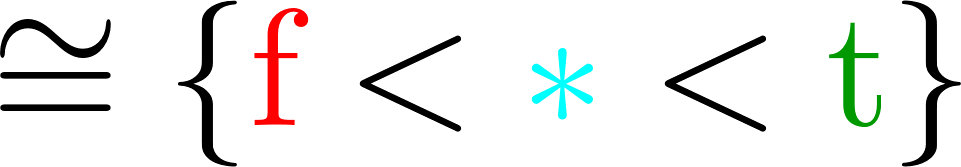 ≅ {f < * < t}